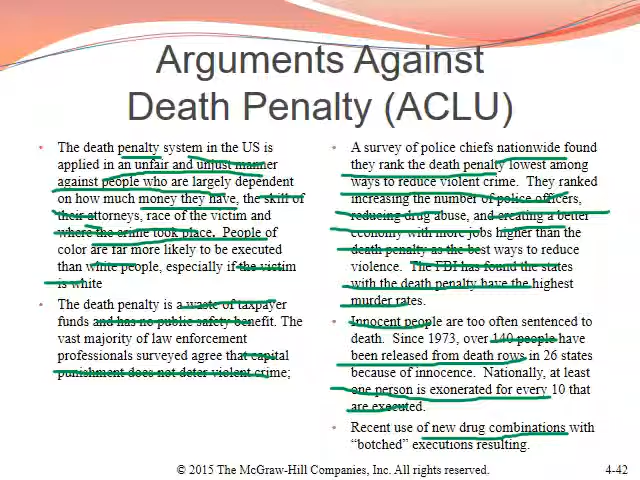 Arguments Against
Death Penalty (ACLU)
• The death penalty system in the US is
applied in an unfair and unjust manner
against people who are largely dependent
on how much money they have, the skill of
their attorneys, race of the victim and
where the crime took place. People of
color are far more likely to be executed
than white people, especially if the victim
is white
• The death penalty is a waste of taxpayer
funds and has no public safety benefit. The
vast majority of law enforcement
professionals surveyed agree that capital
punishment does not deter violent crime;
• A survey of police chiefs nationwide found
they rank the death penalty lowest among
ways to reduce violent crime. They ranked
increasing the number of police officers,
reducing drug abuse, and creating a better
economy with more jobs higher than the
death penalty as the best ways to reduce
violence. The FBI has found the states
with the death penalty have the highest
murder rates.
• Innocent people are too often sentenced to
death. Since 1973, over 140 people have
been released from death rows in 26 states
because of innocence. Nationally, at least
one person is exonerated for every 10 that
are executed.
• Recent use of new drug combinations with
“botched” executions resulting.
© 2015 The McGraw-Hill Companies, Inc. All rights reserved.
4-42